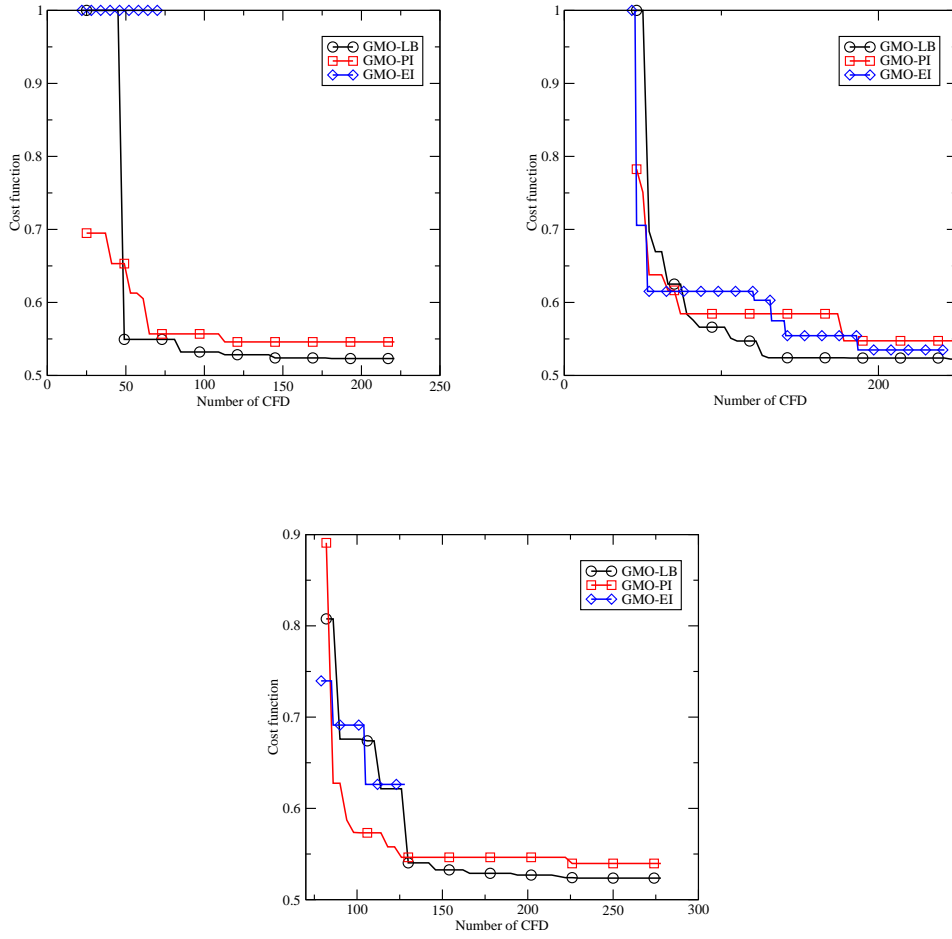 1
0.9
0.8
0.7
0.6
0.5
Cost function
0
50
100
150
200
250
Number of CFD
GMO-LB
GMO-PI
GMO-EI
1
0.9
0.8
0.7
0.6
0.5
Cost function
0
200
Number of CFD
GMO-LB
GMO-PI
GMO-EI
0.9
0.8
0.7
0.6
0.5
Cost function
100
150
200
250
300
Number of CFD
GMO-LB
GMO-PI
GMO-EI